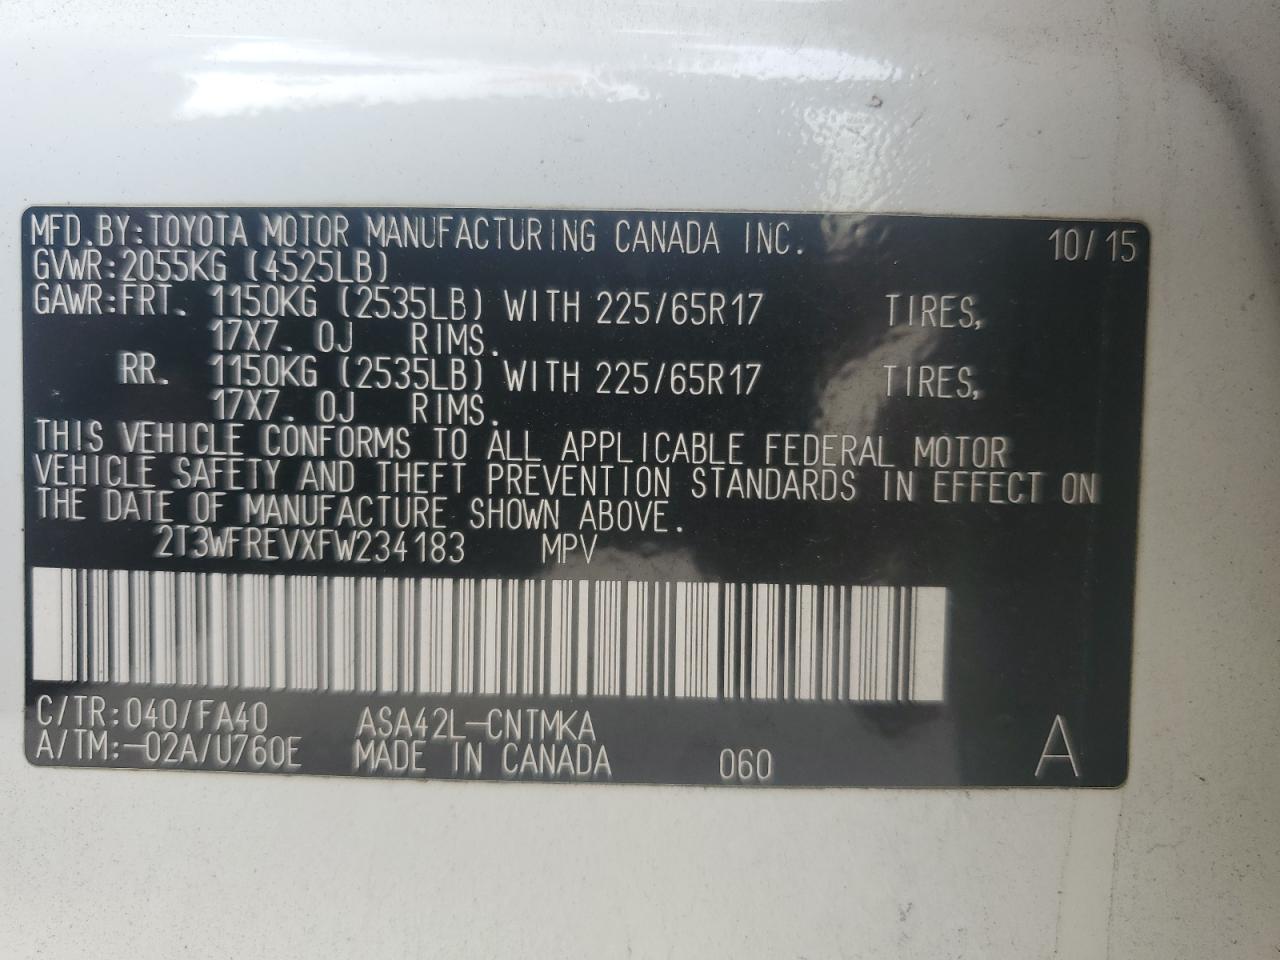 MFD.BY:TOYOTA MOTOR MANUFACTURING CANADA INC. 10/15
GVWR:2055KG (4525LB)
GAWR:FRT. 1150KG (2535LB) WITH 225/65R17 TIRES,
17X7.0J RIMS.
RR. 1150KG (2535LB) WITH 225/65R17 TIRES,
17X7.0J RIMS.
THIS VEHICLE CONFORMS TO ALL APPLICABLE FEDERAL MOTOR
VEHICLE SAFETY AND THEFT PREVENTION STANDARDS IN EFFECT ON
THE DATE OF MANUFACTURE SHOWN ABOVE.
2T3WFREVXFW234183 MPV
C/TR:040/FA40 ASA42L-CNTMKA
A/TM:-02A/U760E MADE IN CANADA 060 A